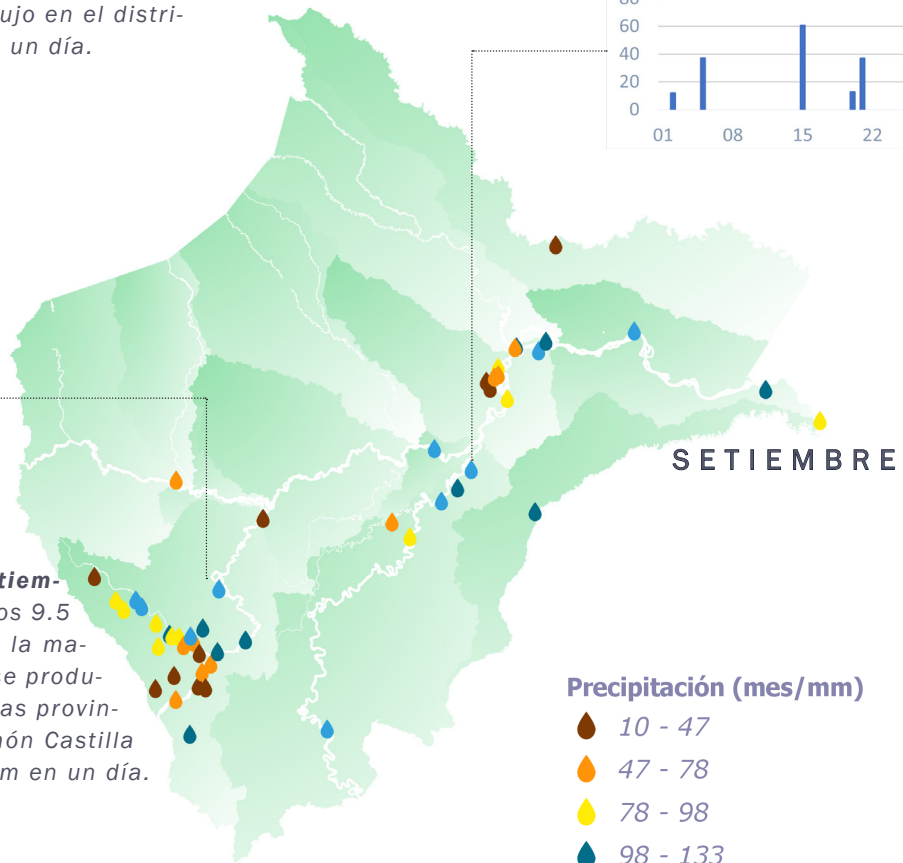 ujo en el distri-
un día.
80
60
40
20
0
01 08 15 22
SETIEMBRE
tiem-
os 9.5
la ma-
se produ-
as provin-
món Castilla
m en un día.
Precipitación (mes/mm)
10 - 47
47 - 78
78 - 98
98 - 133